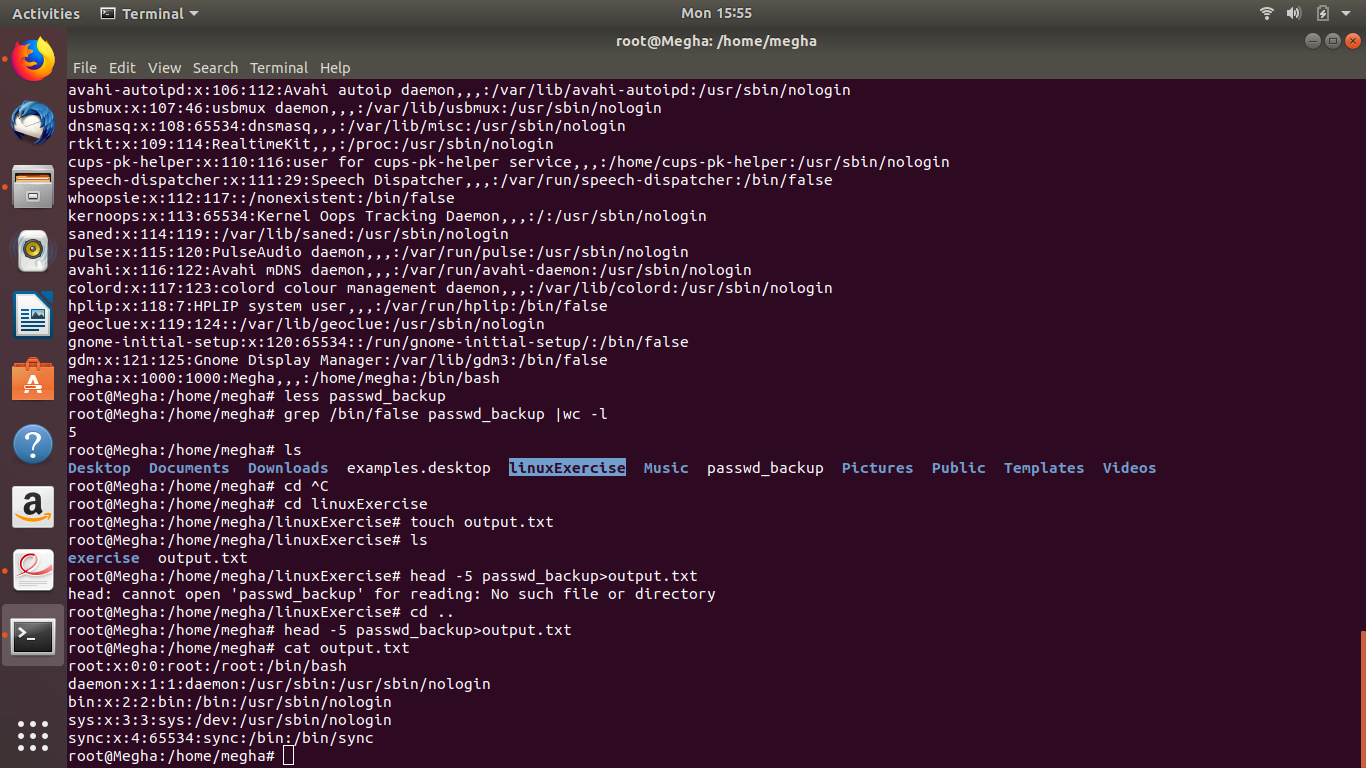 Activities Terminal Mon 15:55
root@Megha: /home/megha
File Edit View Search Terminal Help
avahi-autoipd:x:106:112:Avahi autoip daemon,,,:/var/lib/avahi-autoipd:/usr/sbin/nologin
usbmux:x:107:46:usbmux daemon,,,:/var/lib/usbmux:/usr/sbin/nologin
dnsmasq:x:108:65534:dnsmasq,,,:/var/lib/misc:/usr/sbin/nologin
rtkit:x:109:114:RealtimeKit,,,:/proc:/usr/sbin/nologin
cups-pk-helper:x:110:116:user for cups-pk-helper service,,,:/home/cups-pk-helper:/usr/sbin/nologin
speech-dispatcher:x:111:29:Speech Dispatcher,,,:/var/run/speech-dispatcher:/bin/false
whoopsie:x:112:117::/nonexistent:/bin/false
kernoops:x:113:65534:Kernel Oops Tracking Daemon,,,:/:/usr/sbin/nologin
saned:x:114:119::/var/lib/saned:/usr/sbin/nologin
pulse:x:115:120:PulseAudio daemon,,,:/var/run/pulse:/usr/sbin/nologin
avahi:x:116:122:Avahi mDNS daemon,,,:/var/run/avahi-daemon:/usr/sbin/nologin
colord:x:117:123:colord colour management daemon,,,:/var/lib/colord:/usr/sbin/nologin
hplip:x:118:7:HPLIP system user,,,:/var/run/hplip:/bin/false
geoclue:x:119:124::/var/lib/geoclue:/usr/sbin/nologin
gnome-initial-setup:x:120:65534::/run/gnome-initial-setup/:/bin/false
gdm:x:121:125:Gnome Display Manager:/var/lib/gdm3:/bin/false
megha:x:1000:1000:Megha,,,:/home/megha:/bin/bash
root@Megha:/home/megha# less passwd_backup
root@Megha:/home/megha# grep /bin/false passwd_backup |wc -l
5
root@Megha:/home/megha# ls
Desktop Documents Downloads examples.desktop linuxExercise Music passwd_backup Pictures Public Templates Videos
root@Megha:/home/megha# cd ^C
root@Megha:/home/megha# cd linuxExercise
root@Megha:/home/megha/linuxExercise# touch output.txt
root@Megha:/home/megha/linuxExercise# ls
exercise output.txt
root@Megha:/home/megha/linuxExercise# head -5 passwd_backup>output.txt
head: cannot open 'passwd_backup' for reading: No such file or directory
root@Megha:/home/megha/linuxExercise# cd ..
root@Megha:/home/megha# head -5 passwd_backup>output.txt
root@Megha:/home/megha# cat output.txt
root:x:0:0:root:/root:/bin/bash
daemon:x:1:1:daemon:/usr/sbin:/usr/sbin/nologin
bin:x:2:2:bin:/bin:/usr/sbin/nologin
sys:x:3:3:sys:/dev:/usr/sbin/nologin
sync:x:4:65534:sync:/bin:/bin/sync
root@Megha:/home/megha#